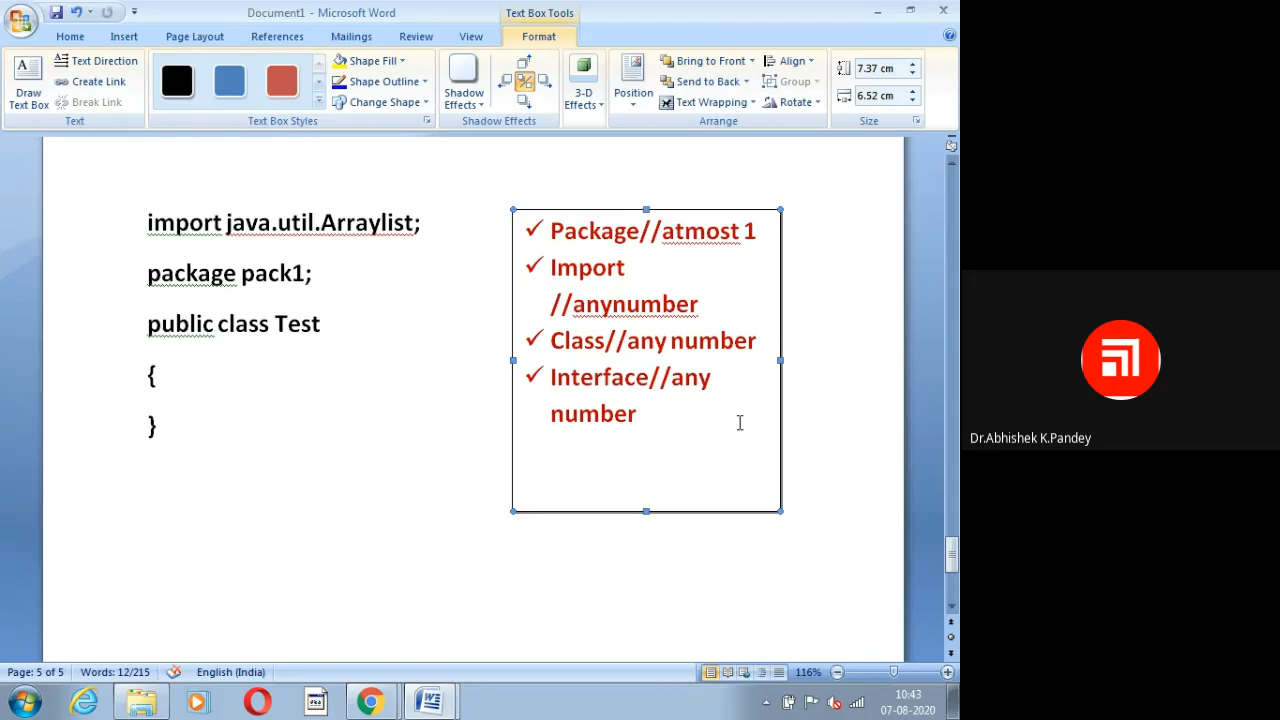 Document1 - Microsoft Word
Text Box Tools
Home Insert Page Layout References Mailings Review View Format
Draw Text Box
Text Direction
Create Link
Break Link
Text
Shape Fill
Shape Outline
Change Shape
Text Box Styles
Shadow Effects
Shadow Effects
3-D Effects
Position
Bring to Front
Send to Back
Text Wrapping
Align
Group
Rotate
Arrange
7.37 cm
6.52 cm
Size
import java.util.Arraylist;
package pack1;
public class Test
{
}
✓ Package//atmost 1
✓ Import
//anynumber
✓ Class//any number
✓ Interface//any
number
Dr.Abhishek K.Pandey
Page: 5 of 5 Words: 12/215 English (India) 116%
10:43
07-08-2020